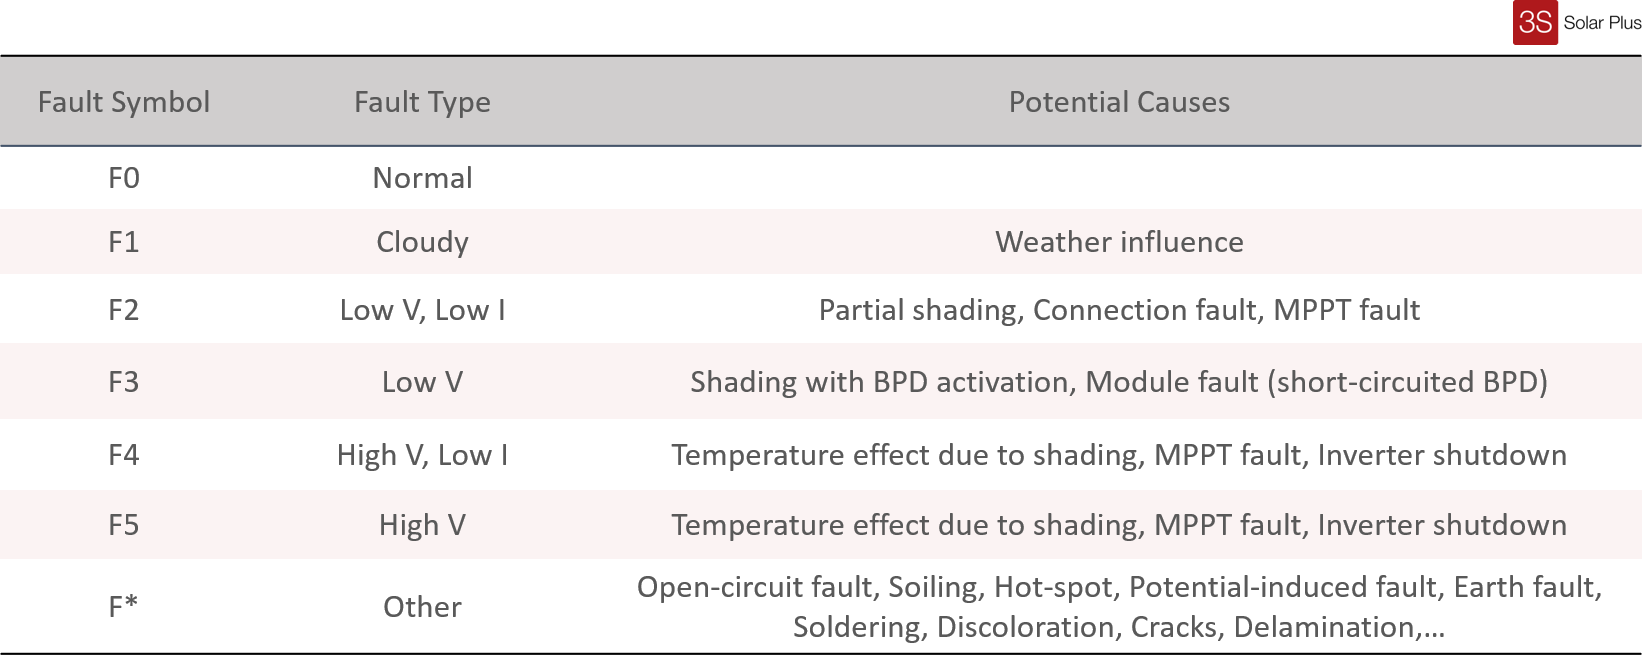 3S Solar Plus
Fault Symbol Fault Type Potential Causes
F0 Normal
F1 Cloudy Weather influence
F2 Low V, Low I Partial shading, Connection fault, MPPT fault
F3 Low V Shading with BPD activation, Module fault (short-circuited BPD)
F4 High V, Low I Temperature effect due to shading, MPPT fault, Inverter shutdown
F5 High V Temperature effect due to shading, MPPT fault, Inverter shutdown
F* Other Open-circuit fault, Soiling, Hot-spot, Potential-induced fault, Earth fault,
Soldering, Discoloration, Cracks, Delamination,...